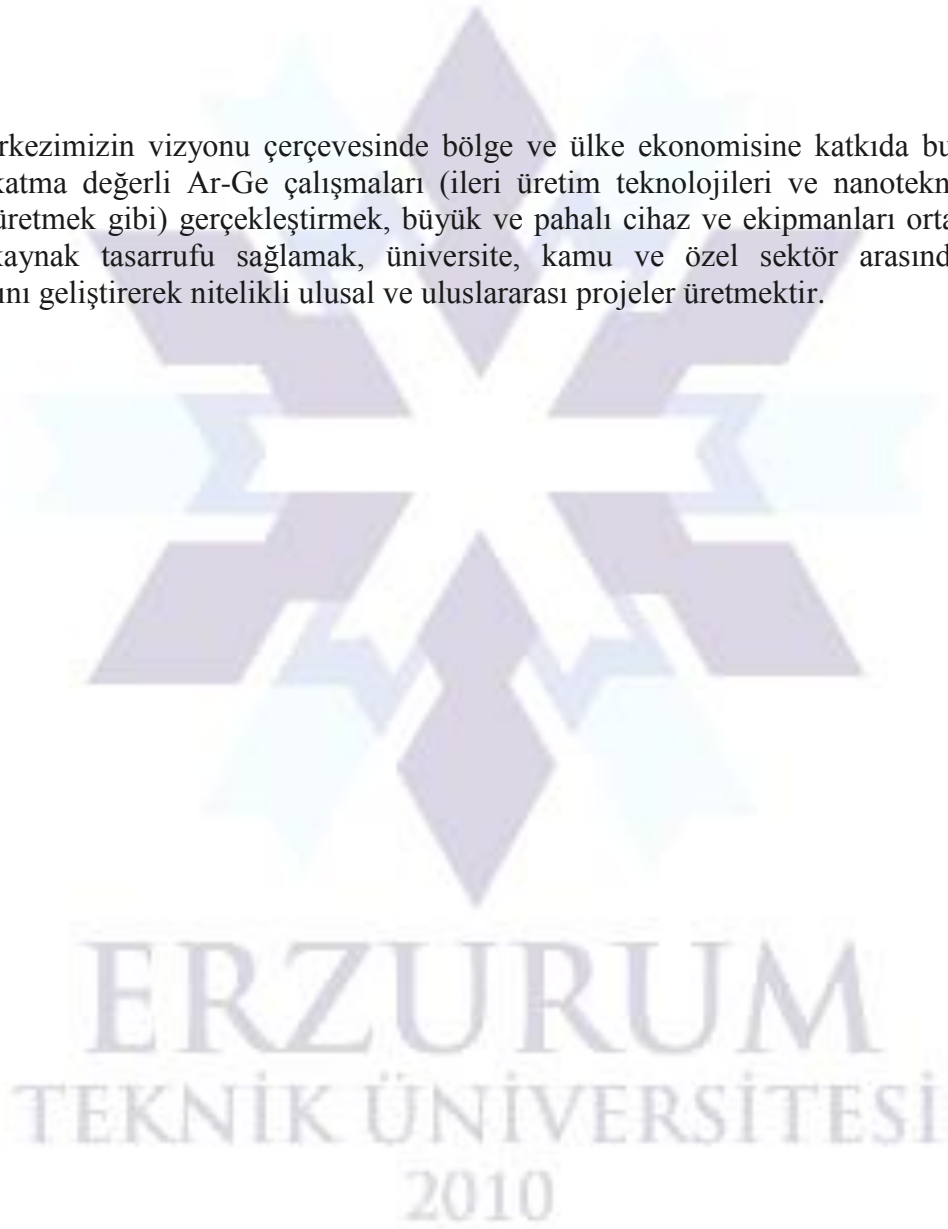 rkezimizin vizyonu çerçevesinde bölge ve ülke ekonomisine katkıda bu
katma değerli Ar-Ge çalışmaları (ileri üretim teknolojileri ve nanotekn
üretmek gibi) gerçekleştirmek, büyük ve pahalı cihaz ve ekipmanları orta
kaynak tasarrufu sağlamak, üniversite, kamu ve özel sektör arasınd
ını geliştirerek nitelikli ulusal ve uluslararası projeler üretmektir.
ERZURUM
TEKNİK ÜNİVERSİTESİ
2010